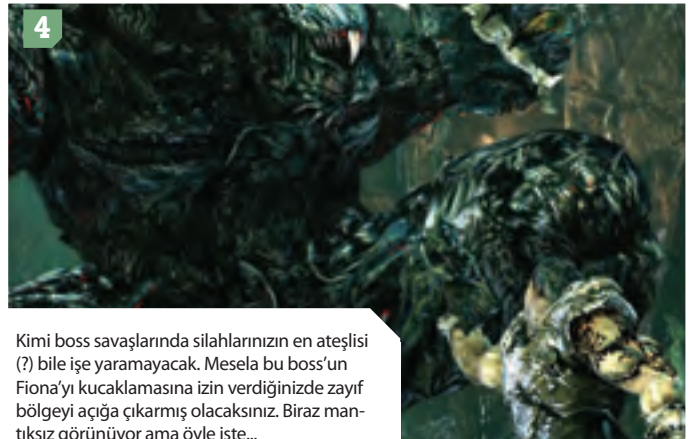 4
Kimi boss savaşlarında silahlarınızın en ateşlisi
(?) bile işe yaramayacak. Mesela bu boss'un
Fiona'yı kucaklamasına izin verdiğinizde zayıf
bölgeyi açığa çıkarmış olacaksınız. Biraz man-
tıksız görünüyor ama öyle işte...